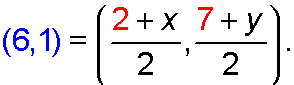 (6,1) = ( (2 + x)/2 , (7 + y)/2 ).